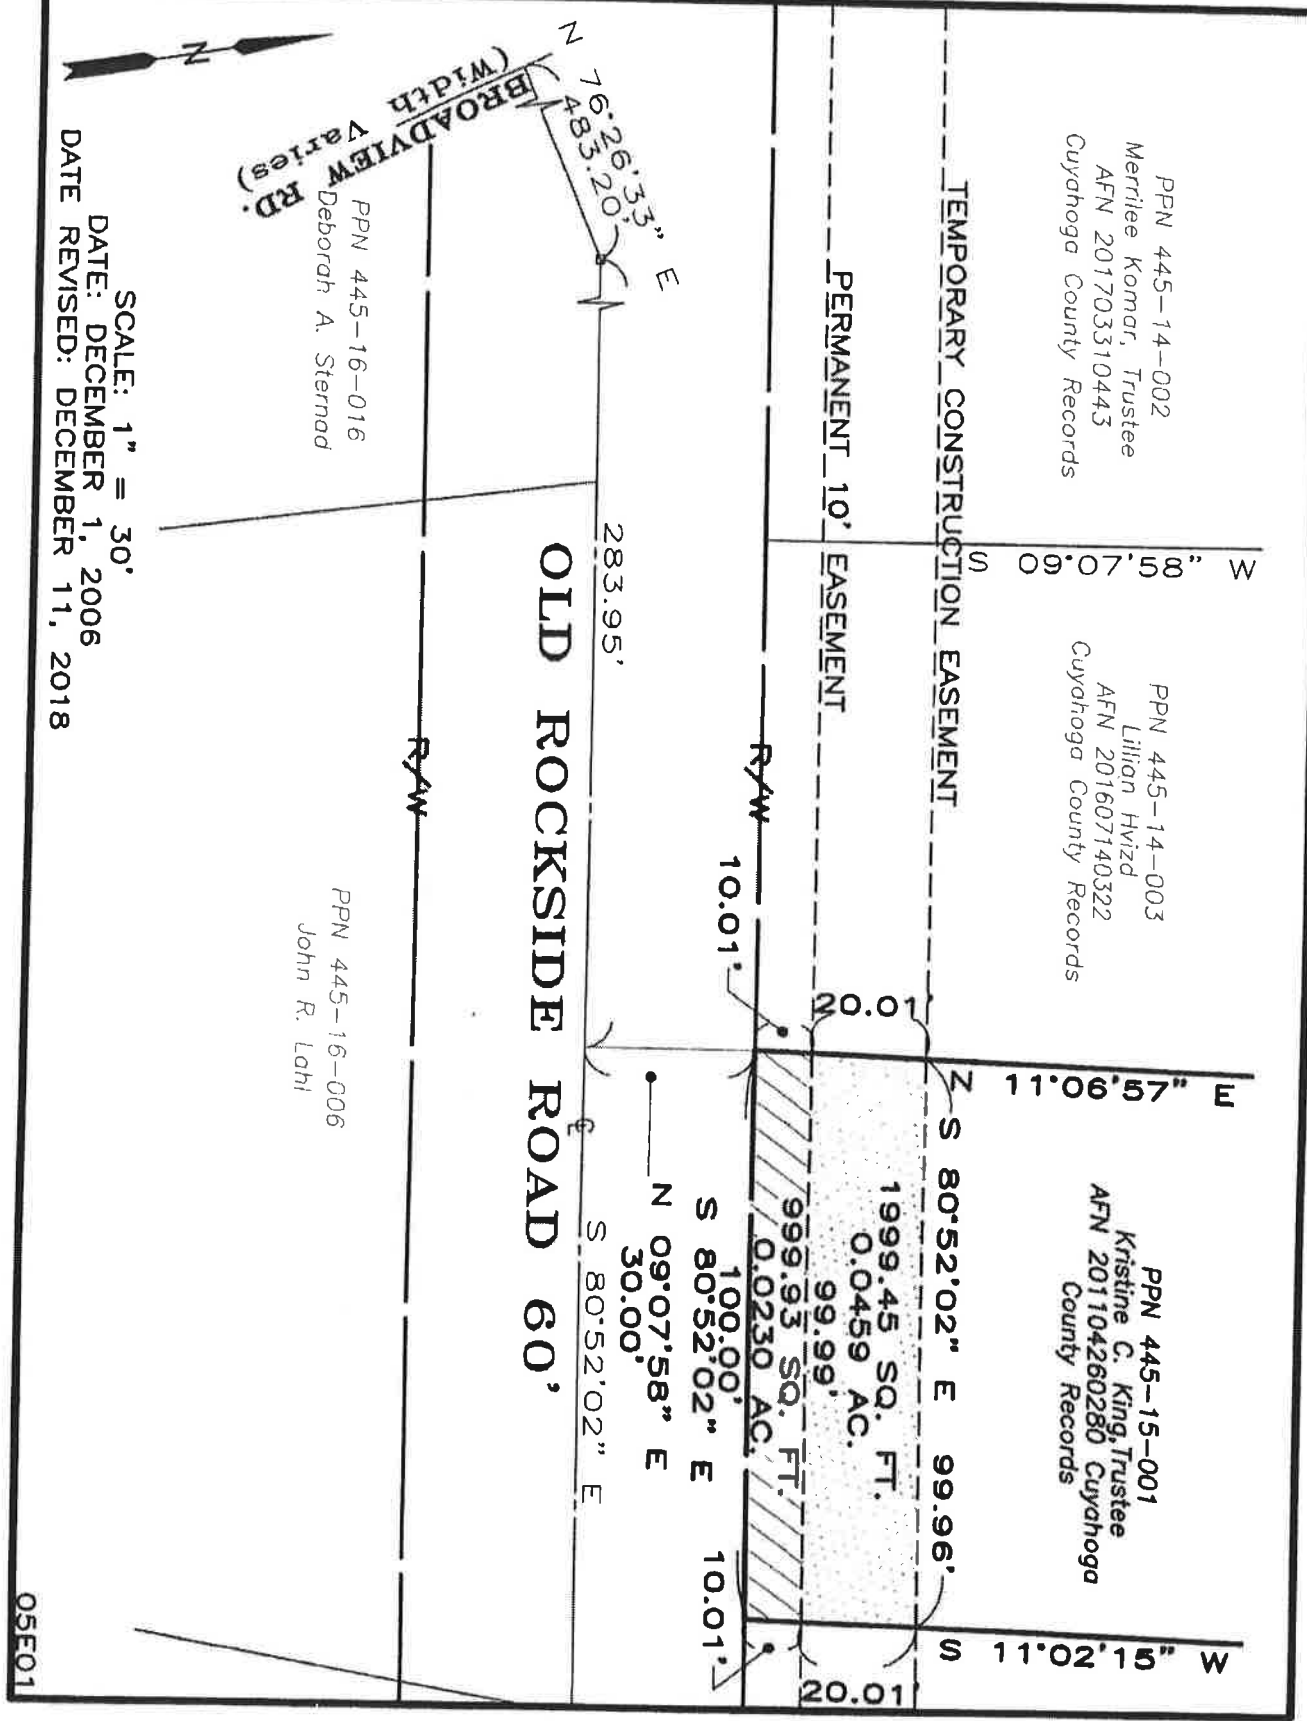 PPN 445-14-002
Merrilee Komar, Trustee
AFN 201703310443
Cuyahoga County Records
S 09°07'58" W
PPN 445-14-003
Lillian Hvizd
AFN 201607140322
Cuyahoga County Records
N 11°06'57" E
PPN 445-15-001
Kristine C. King, Trustee
AFN 201104260280 Cuyahoga
County Records
S 11°02'15" W
TEMPORARY CONSTRUCTION EASEMENT
S 80°52'02" E 99.96'
20.01'
1999.45 SQ. FT.
0.0459 AC.
20.01'
PERMANENT 10' EASEMENT
99.99'
999.93 SQ. FT.
0.0230 AC.
R/W
10.01'
100.00'
S 80°52'02" E
10.01'
N 09°07'58" E
30.00'
N 76°26'33" E
483.20'
283.95'
℄
S 80°52'02" E
OLD ROCKSIDE ROAD 60'
BROADVIEW RD.
(Width Varies)
R/W
PPN 445-16-016
Deborah A. Sternad
PPN 445-16-006
John R. Lahl
N
SCALE: 1" = 30'
DATE: DECEMBER 1, 2006
DATE REVISED: DECEMBER 11, 2018
05E01